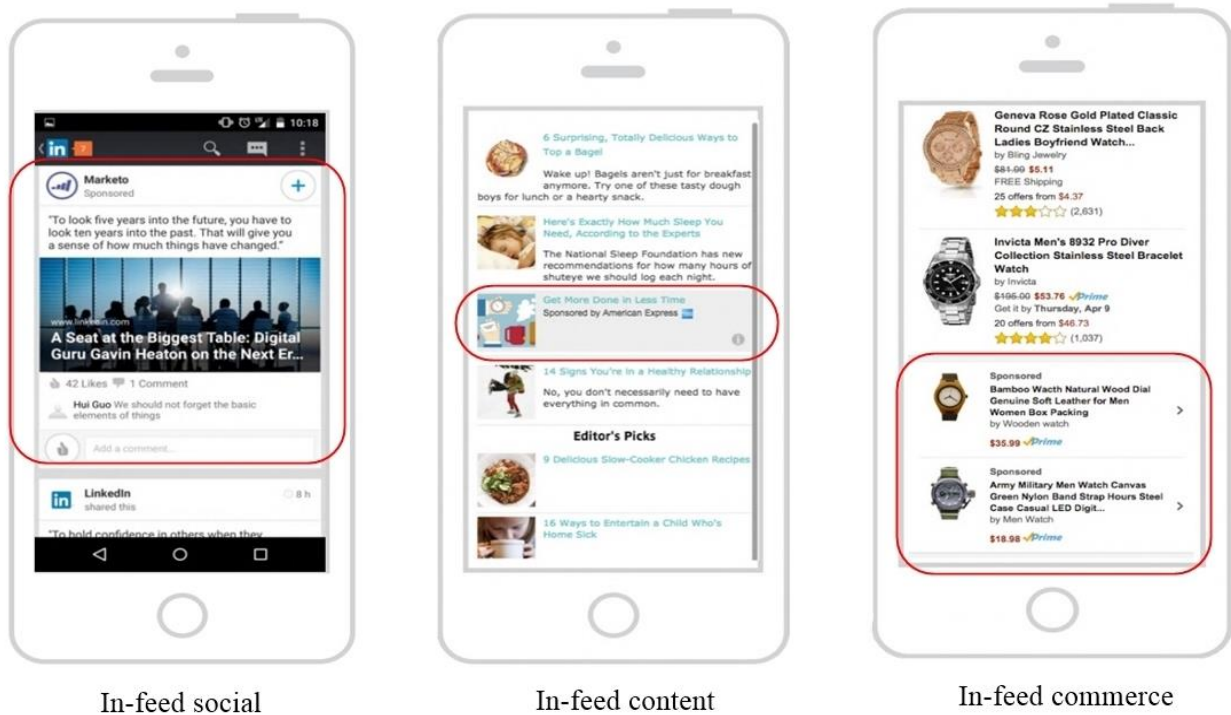 10:18
in 7
Marketo
Sponsored
"To look five years into the future, you have to
look ten years into the past. That will give you
a sense of how much things have changed."
www.linkedin.com
A Seat at the Biggest Table: Digital
Guru Gavin Heaton on the Next Er...
42 Likes 1 Comment
Hui Guo We should not forget the basic
elements of things
Add a comment...
in LinkedIn 8 h
shared this
"To hold confidence in others when they
In-feed social
6 Surprising, Totally Delicious Ways to
Top a Bagel
Wake up! Bagels aren't just for breakfast
anymore. Try one of these tasty dough
boys for lunch or a hearty snack.
Here's Exactly How Much Sleep You
Need, According to the Experts
The National Sleep Foundation has new
recommendations for how many hours of
shuteye we should log each night.
Get More Done in Less Time
Sponsored by American Express
14 Signs You're in a Healthy Relationship
No, you don't necessarily need to have
everything in common.
Editor's Picks
9 Delicious Slow-Cooker Chicken Recipes
16 Ways to Entertain a Child Who's
Home Sick
In-feed content
Geneva Rose Gold Plated Classic
Round CZ Stainless Steel Back
Ladies Boyfriend Watch...
by Bling Jewelry
$81.99 $5.11
FREE Shipping
25 offers from $4.37
(2,631)
Invicta Men's 8932 Pro Diver
Collection Stainless Steel Bracelet
Watch
by Invicta
$195.00 $53.76 Prime
Get it by Thursday, Apr 9
20 offers from $46.73
(1,037)
Sponsored
Bamboo Wacth Natural Wood Dial
Genuine Soft Leather for Men
Women Box Packing
by Wooden watch
$35.99 Prime
Sponsored
Army Military Men Watch Canvas
Green Nylon Band Strap Hours Steel
Case Casual LED Digit...
by Men Watch
$18.98 Prime
In-feed commerce